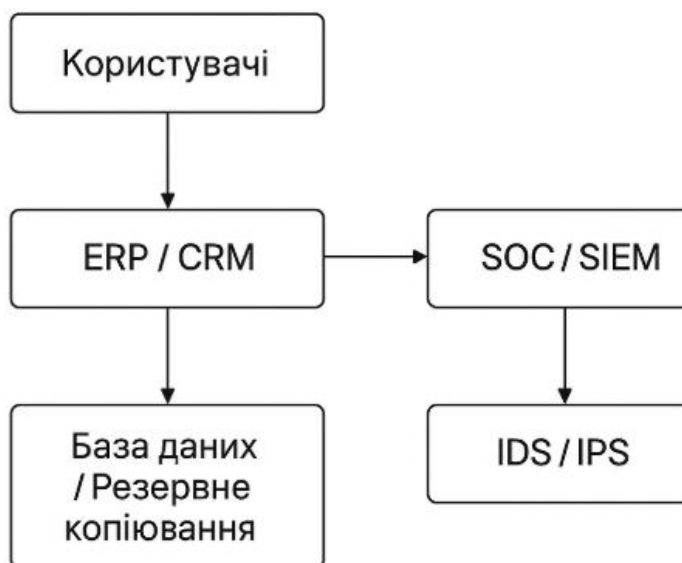 Користувачі
ERP / CRM
SOC / SIEM
База даних
/ Резервне
копіювання
IDS / IPS